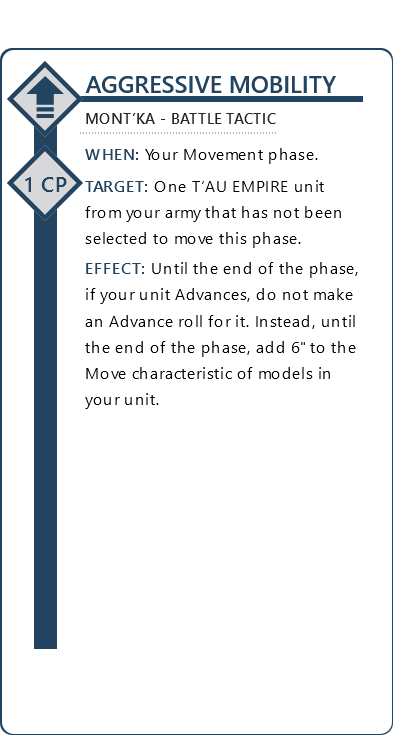 AGGRESSIVE MOBILITY
MONT'KA - BATTLE TACTIC
WHEN: Your Movement phase.
1 CP
TARGET: One T'AU EMPIRE unit
from your army that has not been
selected to move this phase.
EFFECT: Until the end of the phase,
if your unit Advances, do not make
an Advance roll for it. Instead, until
the end of the phase, add 6" to the
Move characteristic of models in
your unit.